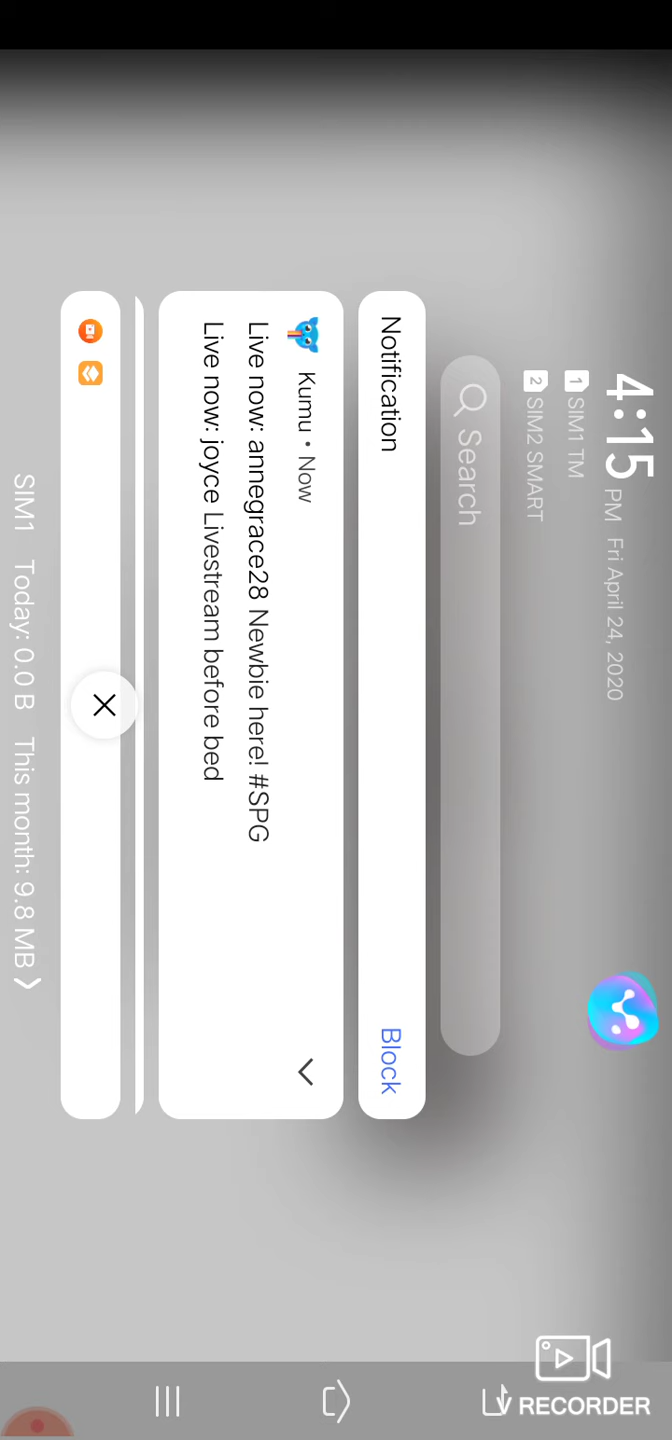 4:15 PM Fri April 24, 2020
1 SIM1 TM
2 SIM2 SMART
Search
Notification Block
Kumu • Now
Live now: annegrace28 Newbie here! #SPG
Live now: joyce Livestream before bed
SIM1 Today: 0.0 B This month: 9.8 MB
RECORDER